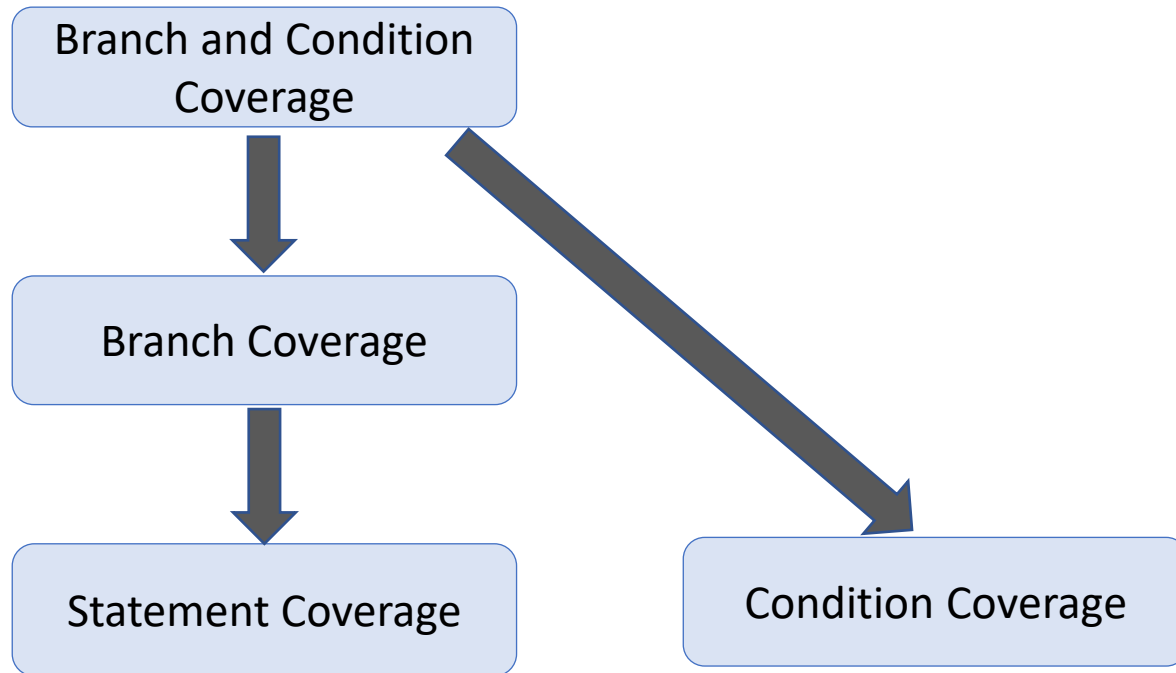 Branch and Condition
Coverage
Branch Coverage
Statement Coverage
Condition Coverage